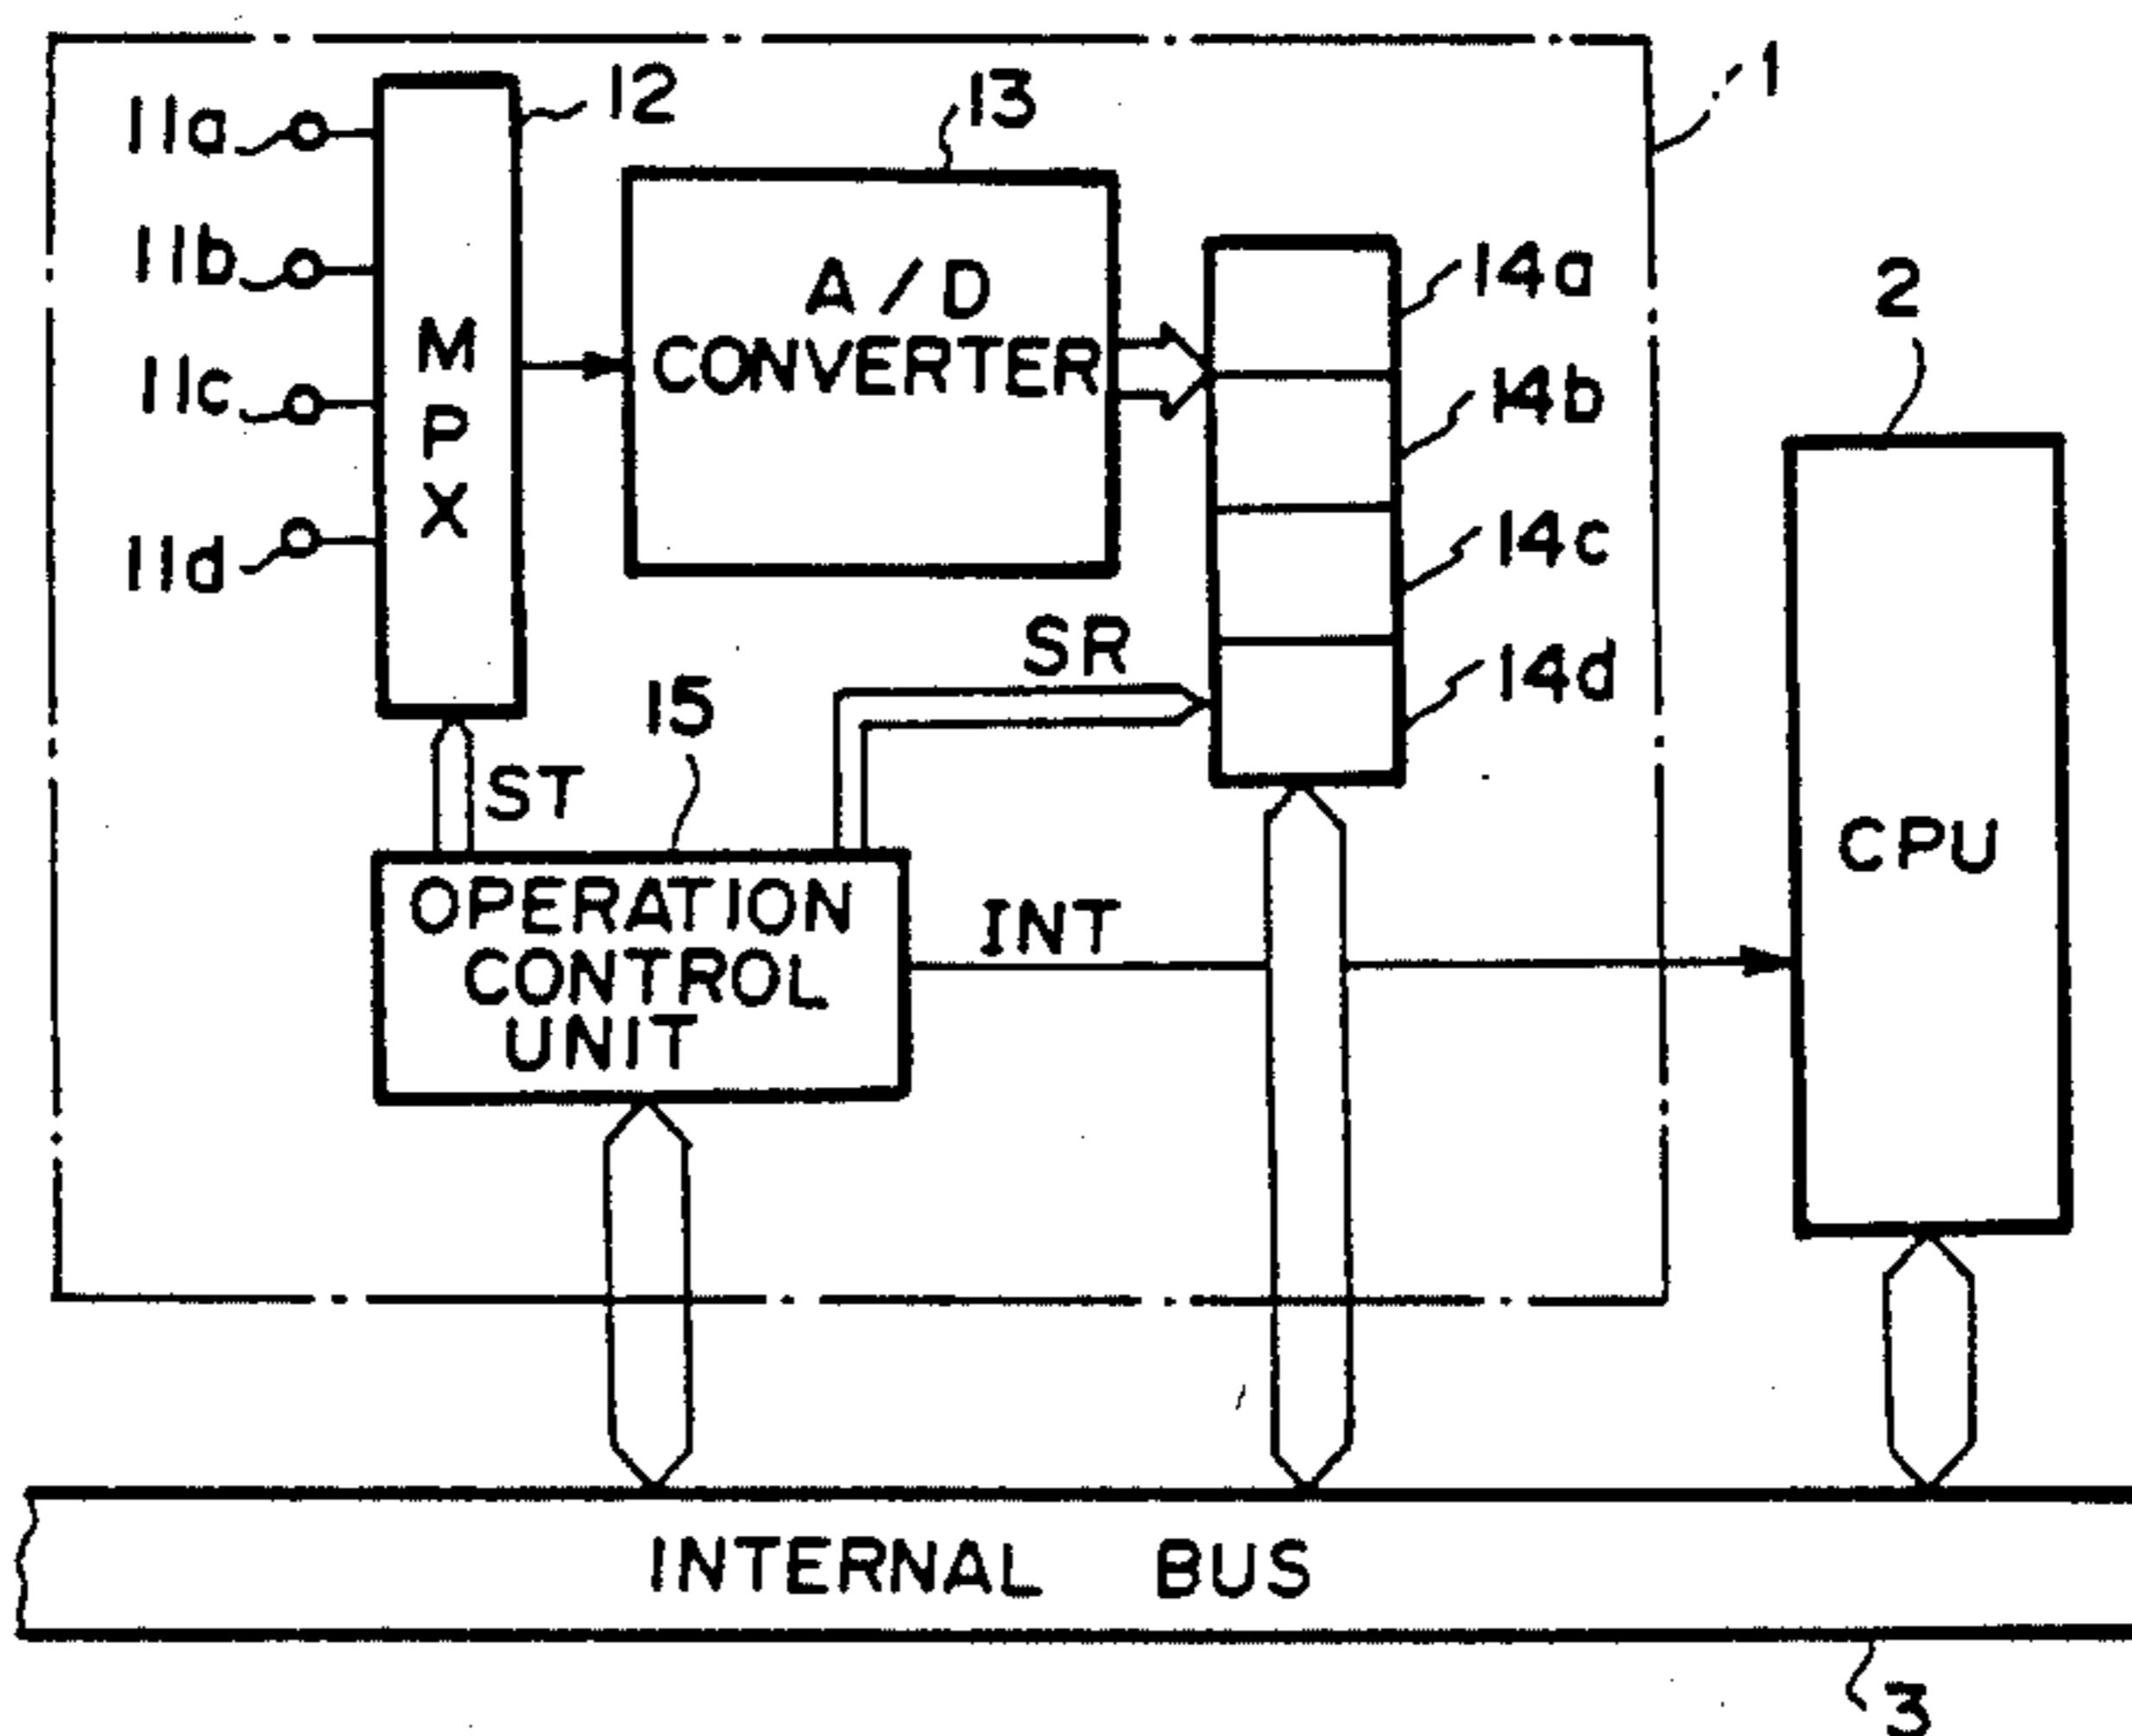 1
11a
12
13
11b
11c
11d
M
P
X
A/D
CONVERTER
14a
14b
14c
14d
2
SR
15
ST
CPU
OPERATION
CONTROL
UNIT
INT
INTERNAL BUS
3